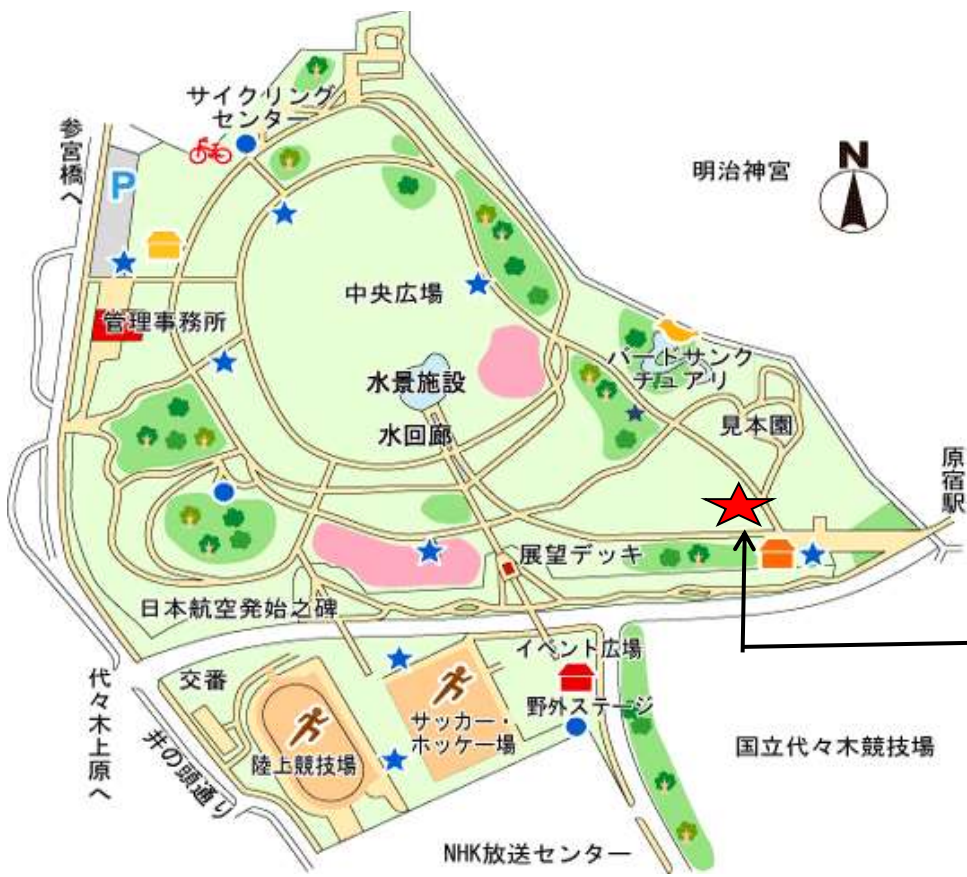 サイクリング
センター
参宮橋へ
P
明治神宮
N
中央広場
管理事務所
バードサンク
チュアリ
水景施設
水回廊
見本園
原宿駅
展望デッキ
日本航空発始之碑
イベント広場
代々木上原へ
交番
サッカー・
ホッケー場
野外ステージ
陸上競技場
井の頭通り
国立代々木競技場
NHK放送センター